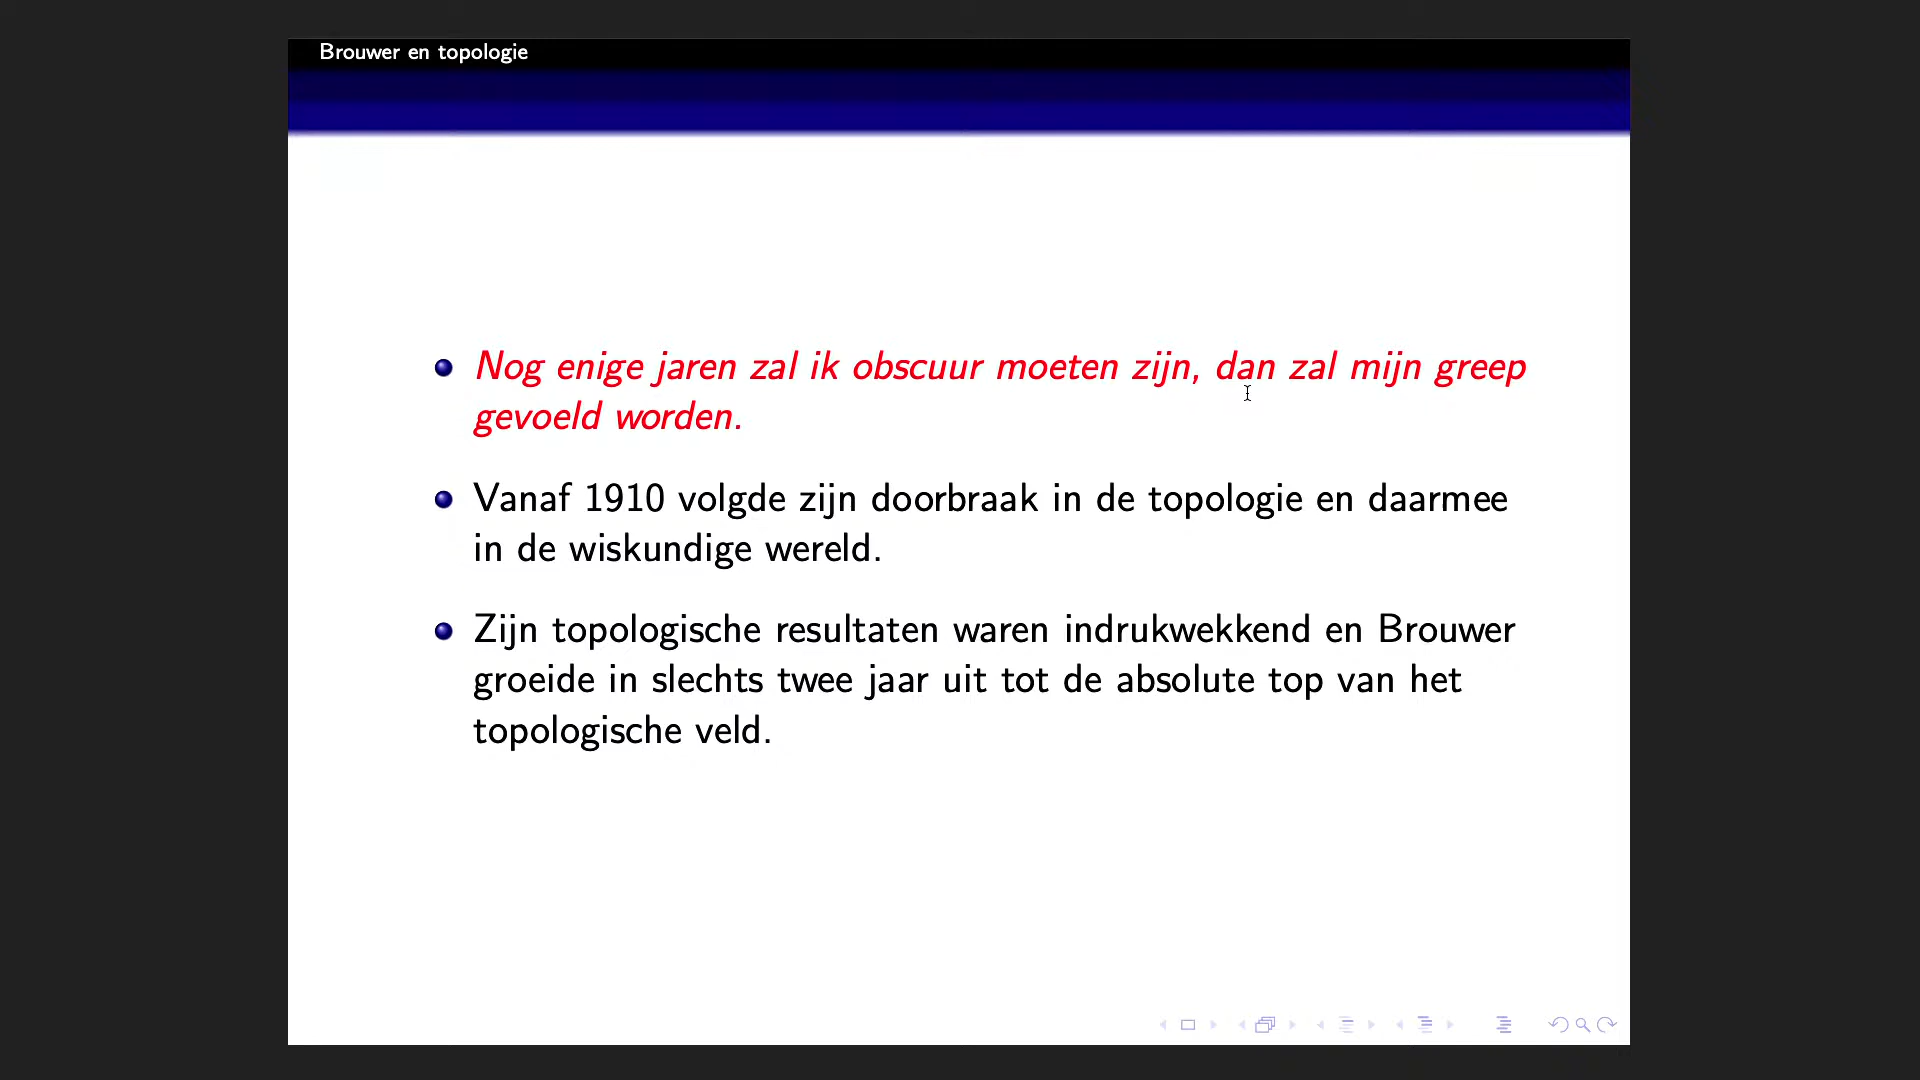 Brouwer en topologie
Nog enige jaren zal ik obscuur moeten zijn, dan zal mijn greep
gevoeld worden.
Vanaf 1910 volgde zijn doorbraak in de topologie en daarmee
in de wiskundige wereld.
Zijn topologische resultaten waren indrukwekkend en Brouwer
groeide in slechts twee jaar uit tot de absolute top van het
topologische veld.